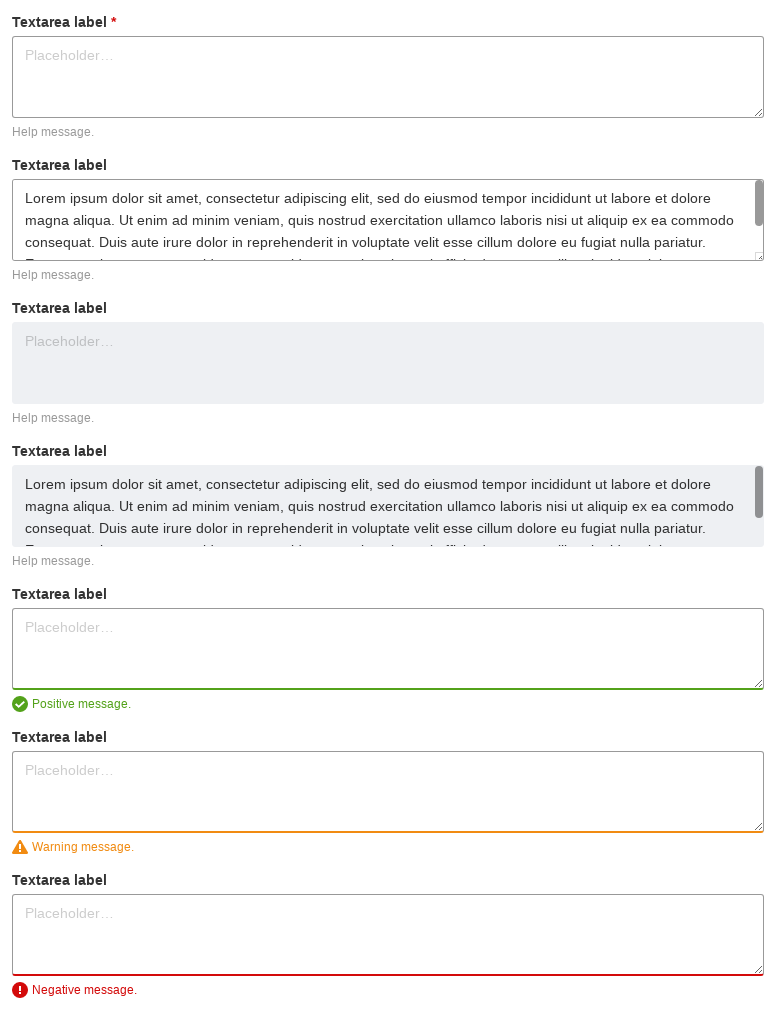 Textarea label *
Placeholder…
Help message.
Textarea label
Lorem ipsum dolor sit amet, consectetur adipiscing elit, sed do eiusmod tempor incididunt ut labore et dolore
magna aliqua. Ut enim ad minim veniam, quis nostrud exercitation ullamco laboris nisi ut aliquip ex ea commodo
consequat. Duis aute irure dolor in reprehenderit in voluptate velit esse cillum dolore eu fugiat nulla pariatur.
Help message.
Textarea label
Placeholder…
Help message.
Textarea label
Lorem ipsum dolor sit amet, consectetur adipiscing elit, sed do eiusmod tempor incididunt ut labore et dolore
magna aliqua. Ut enim ad minim veniam, quis nostrud exercitation ullamco laboris nisi ut aliquip ex ea commodo
consequat. Duis aute irure dolor in reprehenderit in voluptate velit esse cillum dolore eu fugiat nulla pariatur.
Help message.
Textarea label
Placeholder…
Positive message.
Textarea label
Placeholder…
Warning message.
Textarea label
Placeholder…
Negative message.